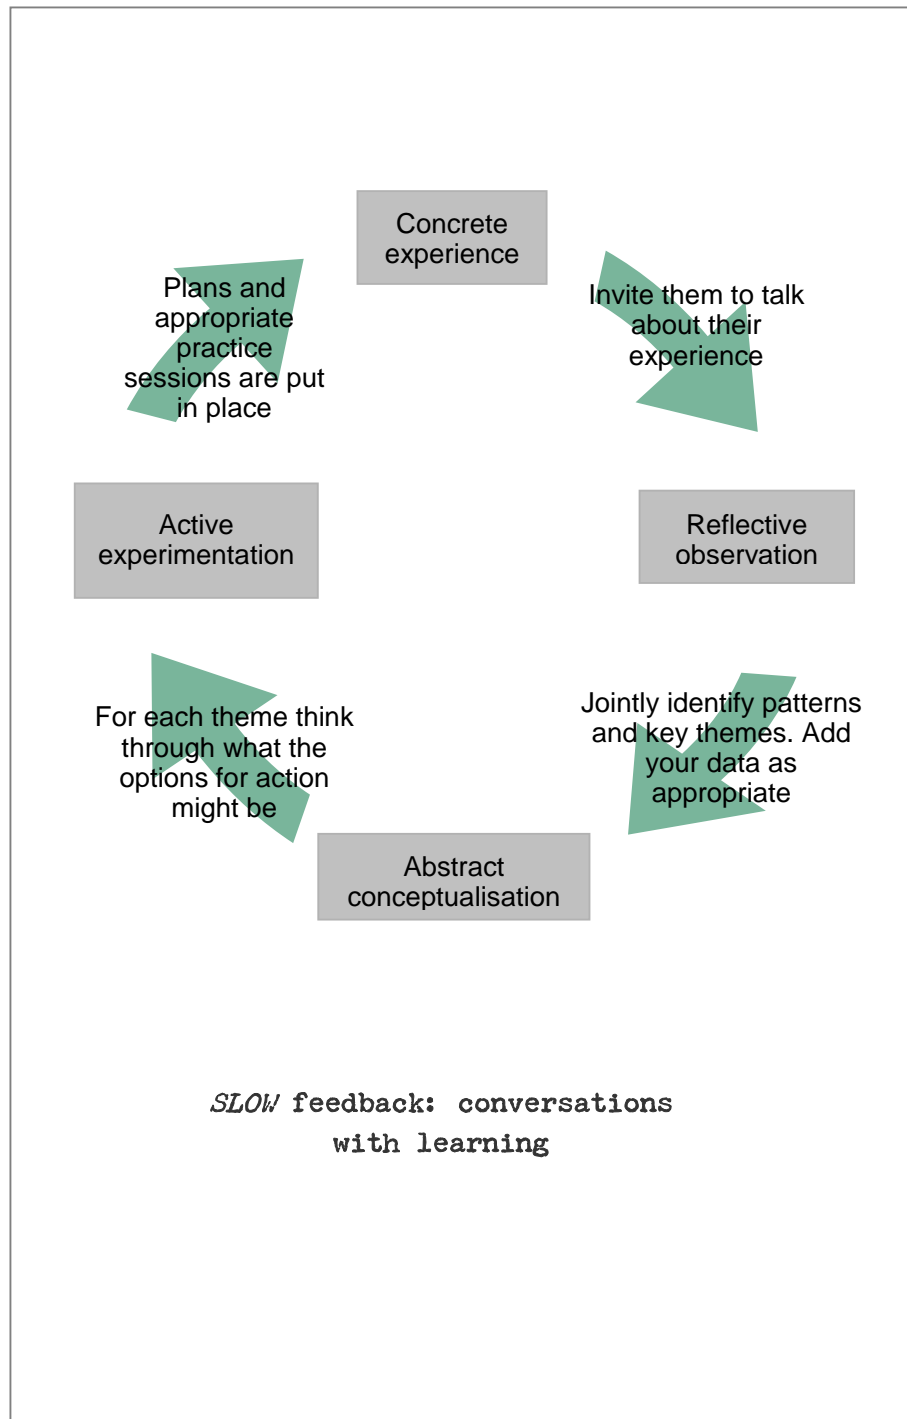 Concrete
experience
Invite them to talk
about their
experience
Reflective
observation
Jointly identify patterns
and key themes. Add
your data as
appropriate
Abstract
conceptualisation
For each theme think
through what the
options for action
might be
Active
experimentation
Plans and
appropriate
practice
sessions are put
in place
SLOW feedback: conversations
with learning